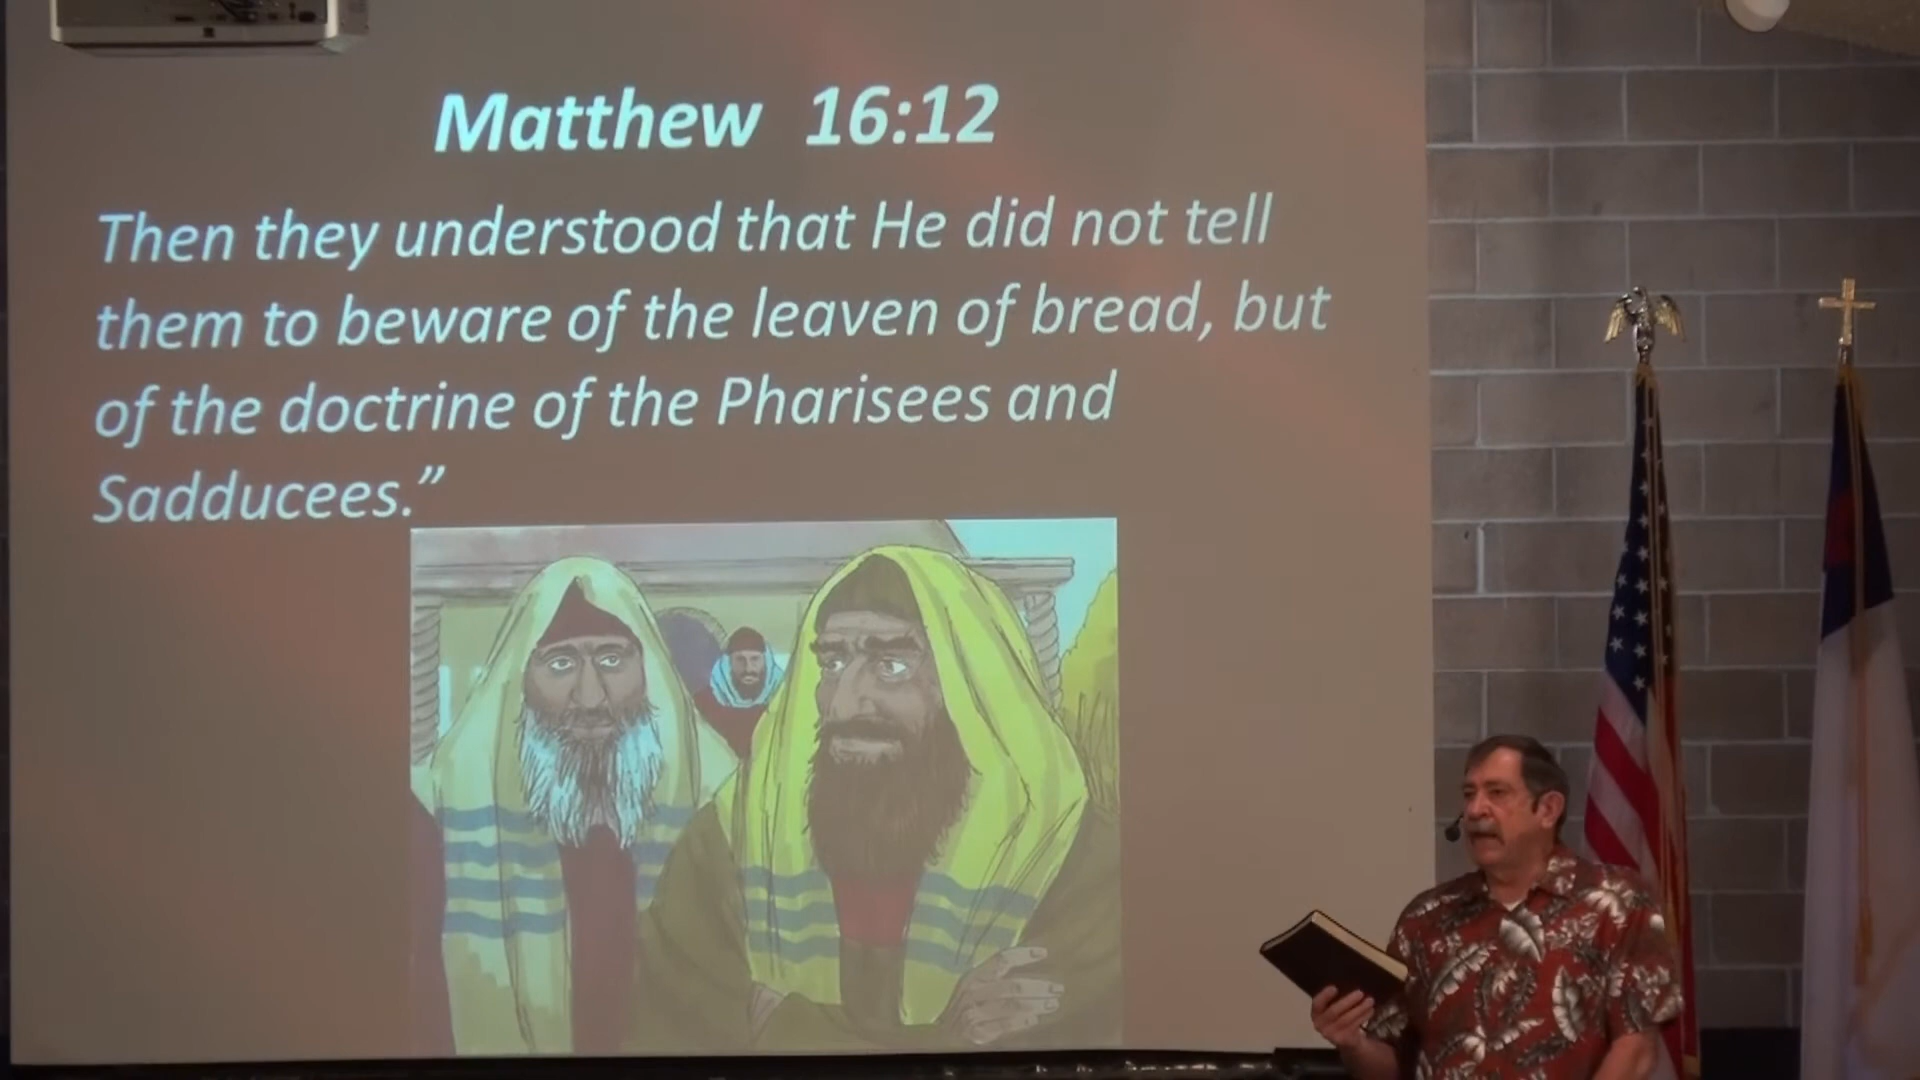 Matthew 16:12
Then they understood that He did not tell
them to beware of the leaven of bread, but
of the doctrine of the Pharisees and
Sadducees.”